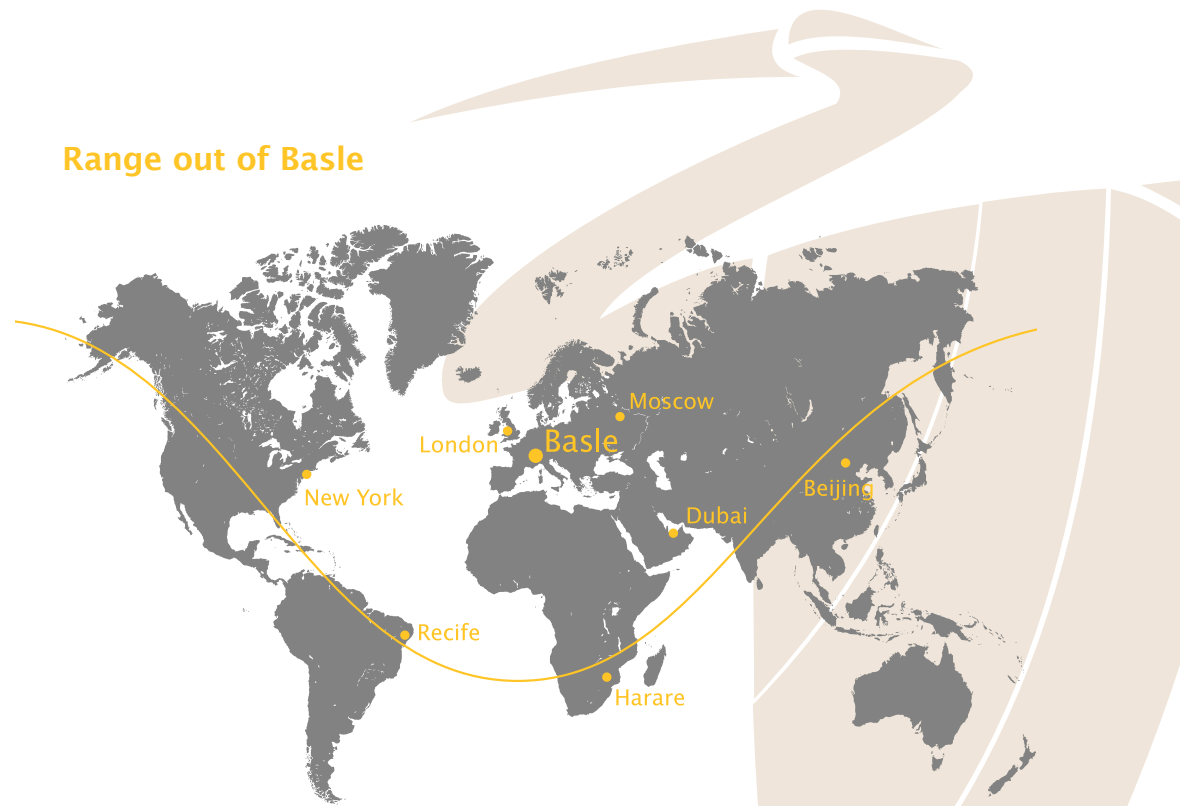 Range out of Basle
Moscow
London
Basle
New York
Beijing
Dubai
Recife
Harare